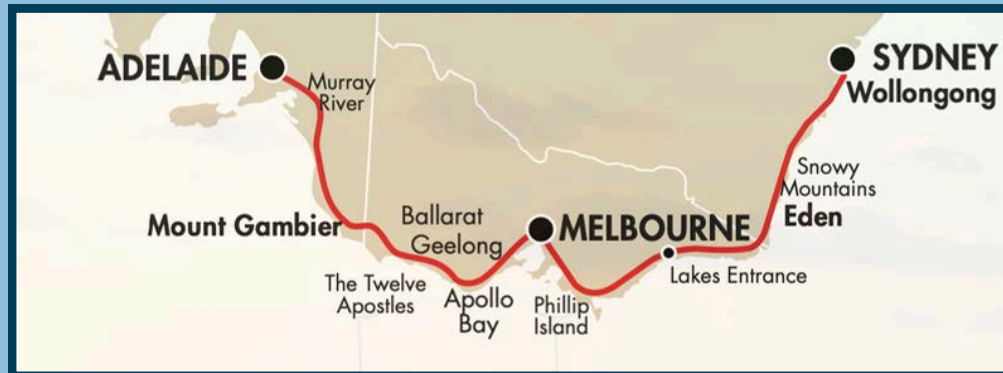 ADELAIDE
SYDNEY
Murray
River
Wollongong
Snowy
Mountains
Mount Gambier
Ballarat
Geelong
MELBOURNE
Eden
Lakes Entrance
The Twelve
Apostles
Apollo
Bay
Phillip
Island